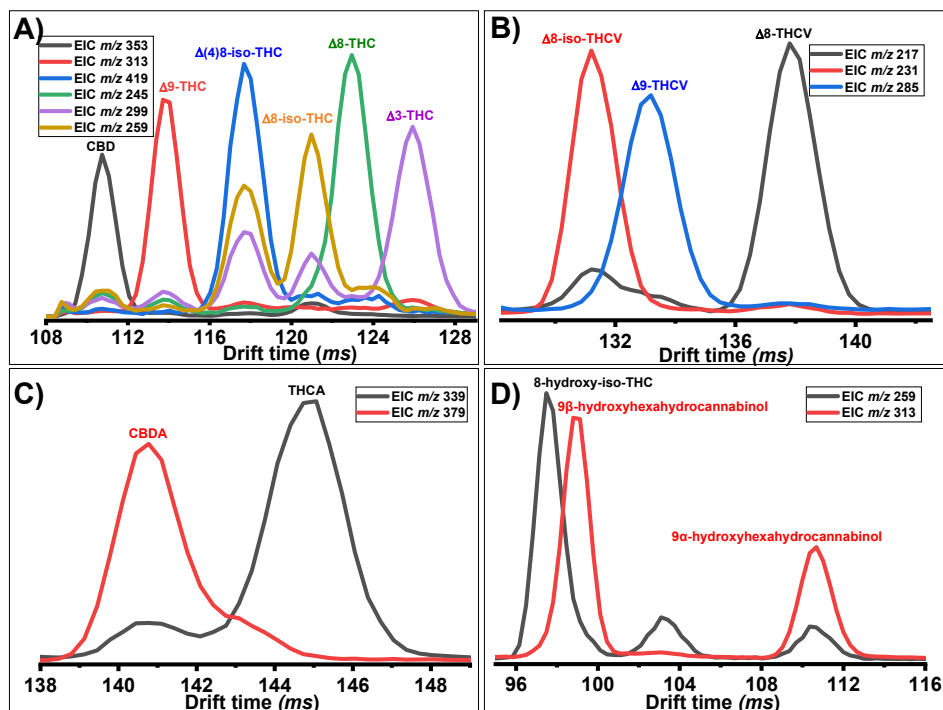 A)
EIC m/z 353
EIC m/z 313
EIC m/z 419
EIC m/z 245
EIC m/z 299
EIC m/z 259
CBD
Δ9-THC
Δ(4)8-iso-THC
Δ8-iso-THC
Δ8-THC
Δ3-THC
108 112 116 120 124 128
Drift time (ms)
B)
Δ8-iso-THCV
Δ9-THCV
Δ8-THCV
EIC m/z 217
EIC m/z 231
EIC m/z 285
132 136 140
Drift time (ms)
C)
CBDA
THCA
EIC m/z 339
EIC m/z 379
138 140 142 144 146 148
Drift time (ms)
D)
8-hydroxy-iso-THC
9β-hydroxyhexahydrocannabinol
9α-hydroxyhexahydrocannabinol
EIC m/z 259
EIC m/z 313
96 100 104 108 112 116
Drift time (ms)